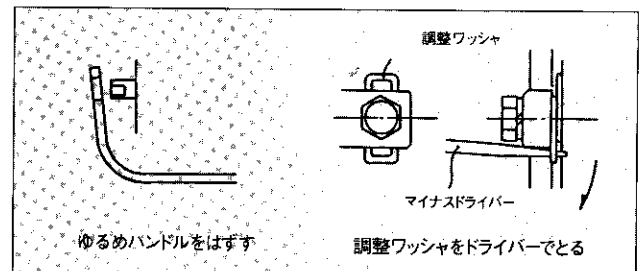 調整ワッシャ
マイナスドライバー
ゆるめハンドルをはずす
調整ワッシャをドライバーでとる